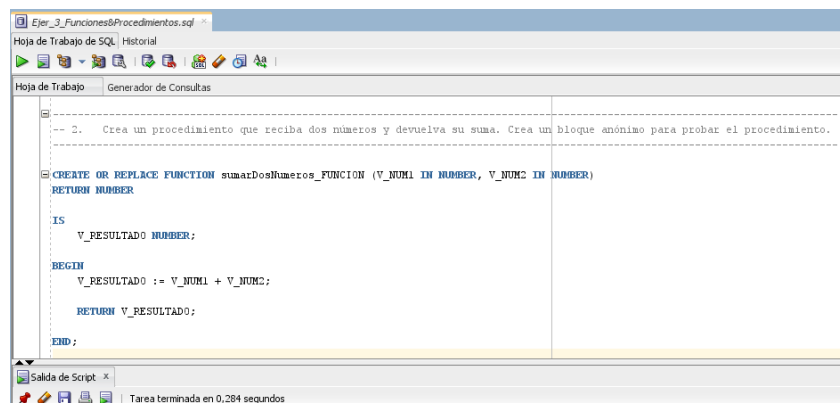 Ejer_3_Funciones&Procedimientos.sql
Hoja de Trabajo de SQL Historial
Hoja de Trabajo Generador de Consultas
--------------------------------------------------------------------------------
-- 2. Crea un procedimiento que reciba dos números y devuelva su suma. Crea un bloque anónimo para probar el procedimiento.
--------------------------------------------------------------------------------
CREATE OR REPLACE FUNCTION sumarDosNumeros_FUNCION (V_NUM1 IN NUMBER, V_NUM2 IN NUMBER)
RETURN NUMBER
IS
V_RESULTADO NUMBER;
BEGIN
V_RESULTADO := V_NUM1 + V_NUM2;
RETURN V_RESULTADO;
END;
Salida de Script x
Tarea terminada en 0,284 segundos